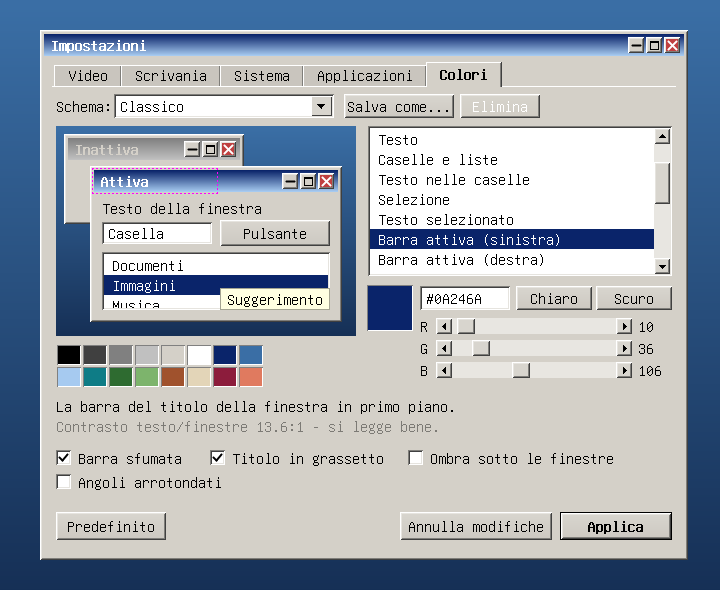 Impostazioni
Video Scrivania Sistema Applicazioni Colori
Schema: Classico Salva come... Elimina
Inattiva
Attiva
Testo della finestra
Casella Pulsante
Documenti
Immagini
Musica
Suggerimento
Testo
Caselle e liste
Testo nelle caselle
Selezione
Testo selezionato
Barra attiva (sinistra)
Barra attiva (destra)
#0A246A Chiaro Scuro
R 10
G 36
B 106
La barra del titolo della finestra in primo piano.
Contrasto testo/finestre 13.6:1 - si legge bene.
Barra sfumata Titolo in grassetto Ombra sotto le finestre
Angoli arrotondati
Predefinito Annulla modifiche Applica